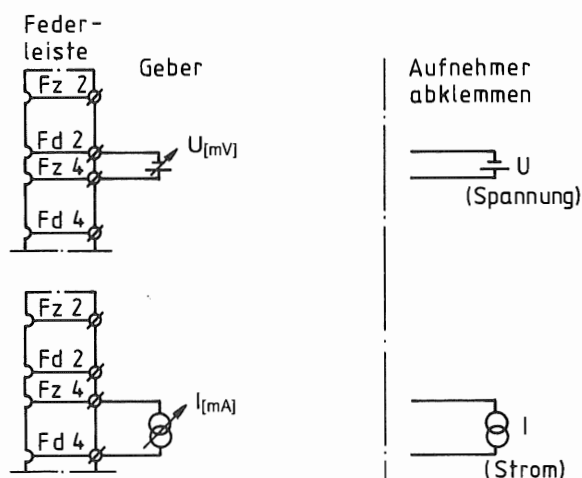 Feder-
leiste
Geber
Aufnehmer
abklemmen
Fz 2
Fd 2
Fz 4
Fd 4
U[mV]
U
(Spannung)
Fz 2
Fd 2
Fz 4
Fd 4
I[mA]
I
(Strom)